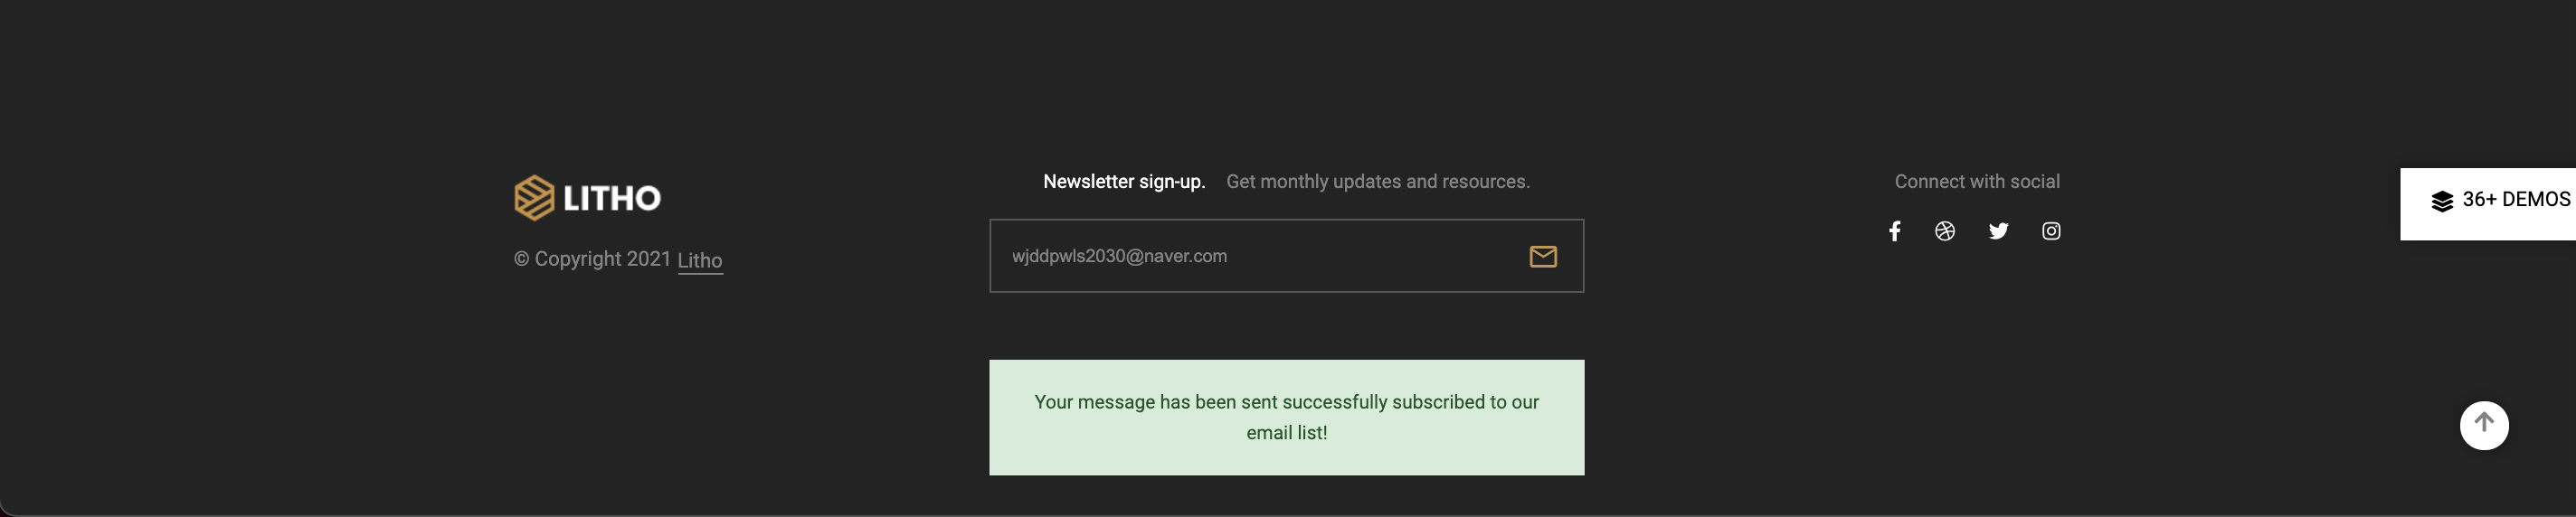 LITHO
© Copyright 2021 Litho
Newsletter sign-up. Get monthly updates and resources.
wjddpwls2030@naver.com
Your message has been sent successfully subscribed to our
email list!
Connect with social
36+ DEMOS